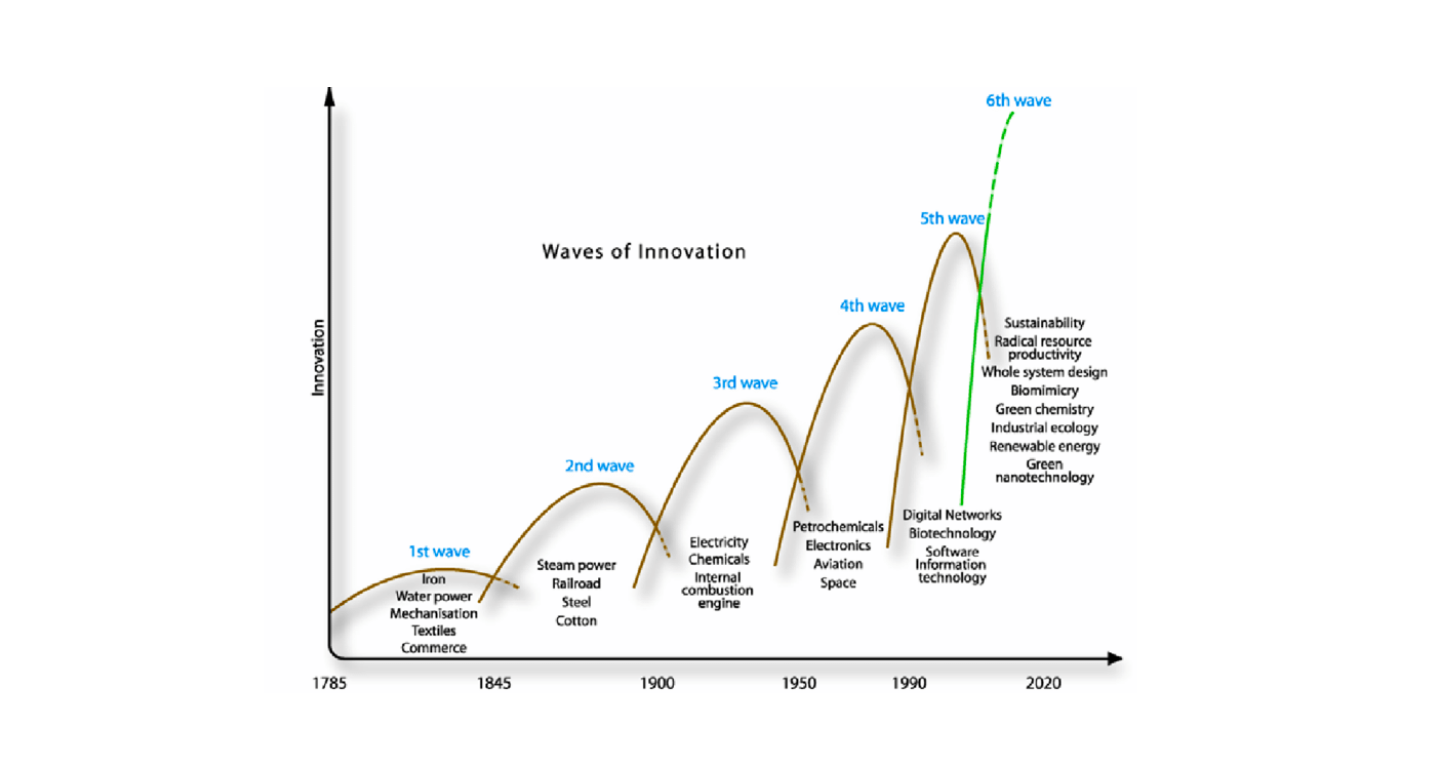 6th wave
5th wave
Waves of Innovation
4th wave
Innovation
Sustainability
Radical resource
productivity
Whole system design
Biomimicry
Green chemistry
Industrial ecology
Renewable energy
Green
nanotechnology
3rd wave
2nd wave
1st wave
Iron
Water power
Mechanisation
Textiles
Commerce
Steam power
Railroad
Steel
Cotton
Electricity
Chemicals
Internal
combustion
engine
Petrochemicals
Electronics
Aviation
Space
Digital Networks
Biotechnology
Software
Information
technology
1785
1845
1900
1950
1990
2020